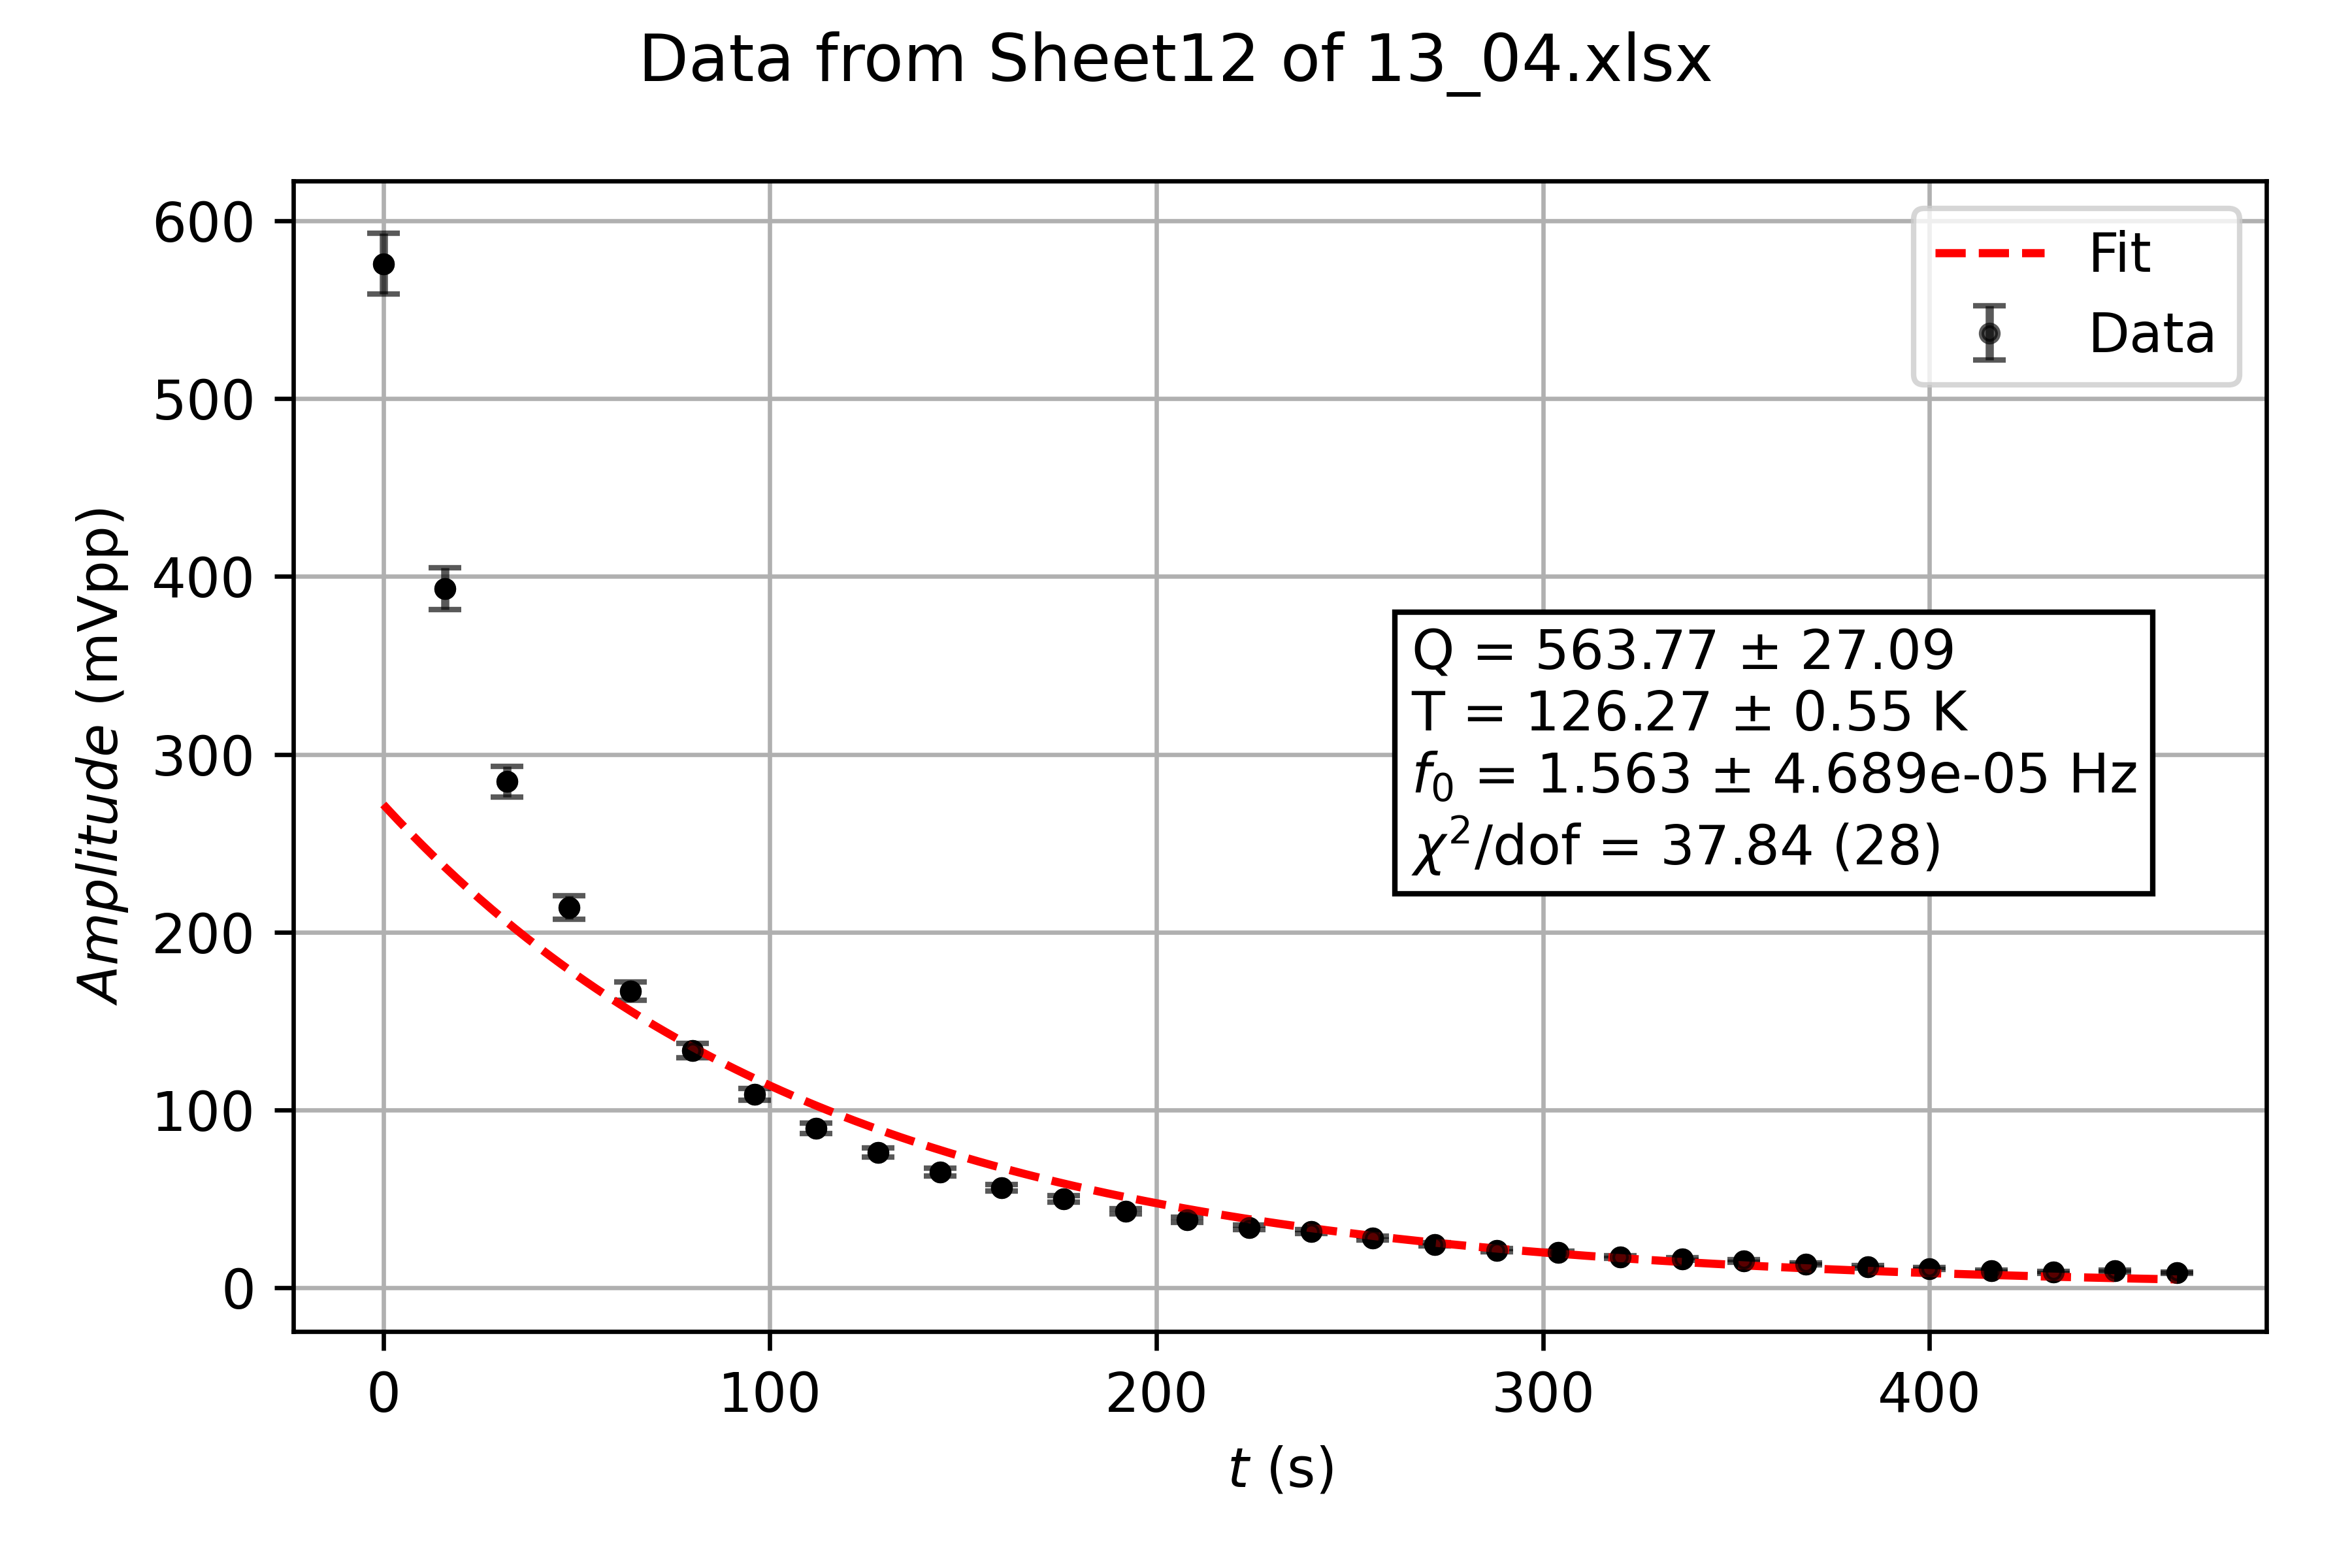 Data from Sheet12 of 13_04.xlsx
600
500
400
300
200
100
0
Amplitude (mVpp)
Fit
Data
Q = 563.77 ± 27.09
T = 126.27 ± 0.55 K
f₀ = 1.563 ± 4.689e-05 Hz
χ²/dof = 37.84 (28)
0 100 200 300 400
t (s)